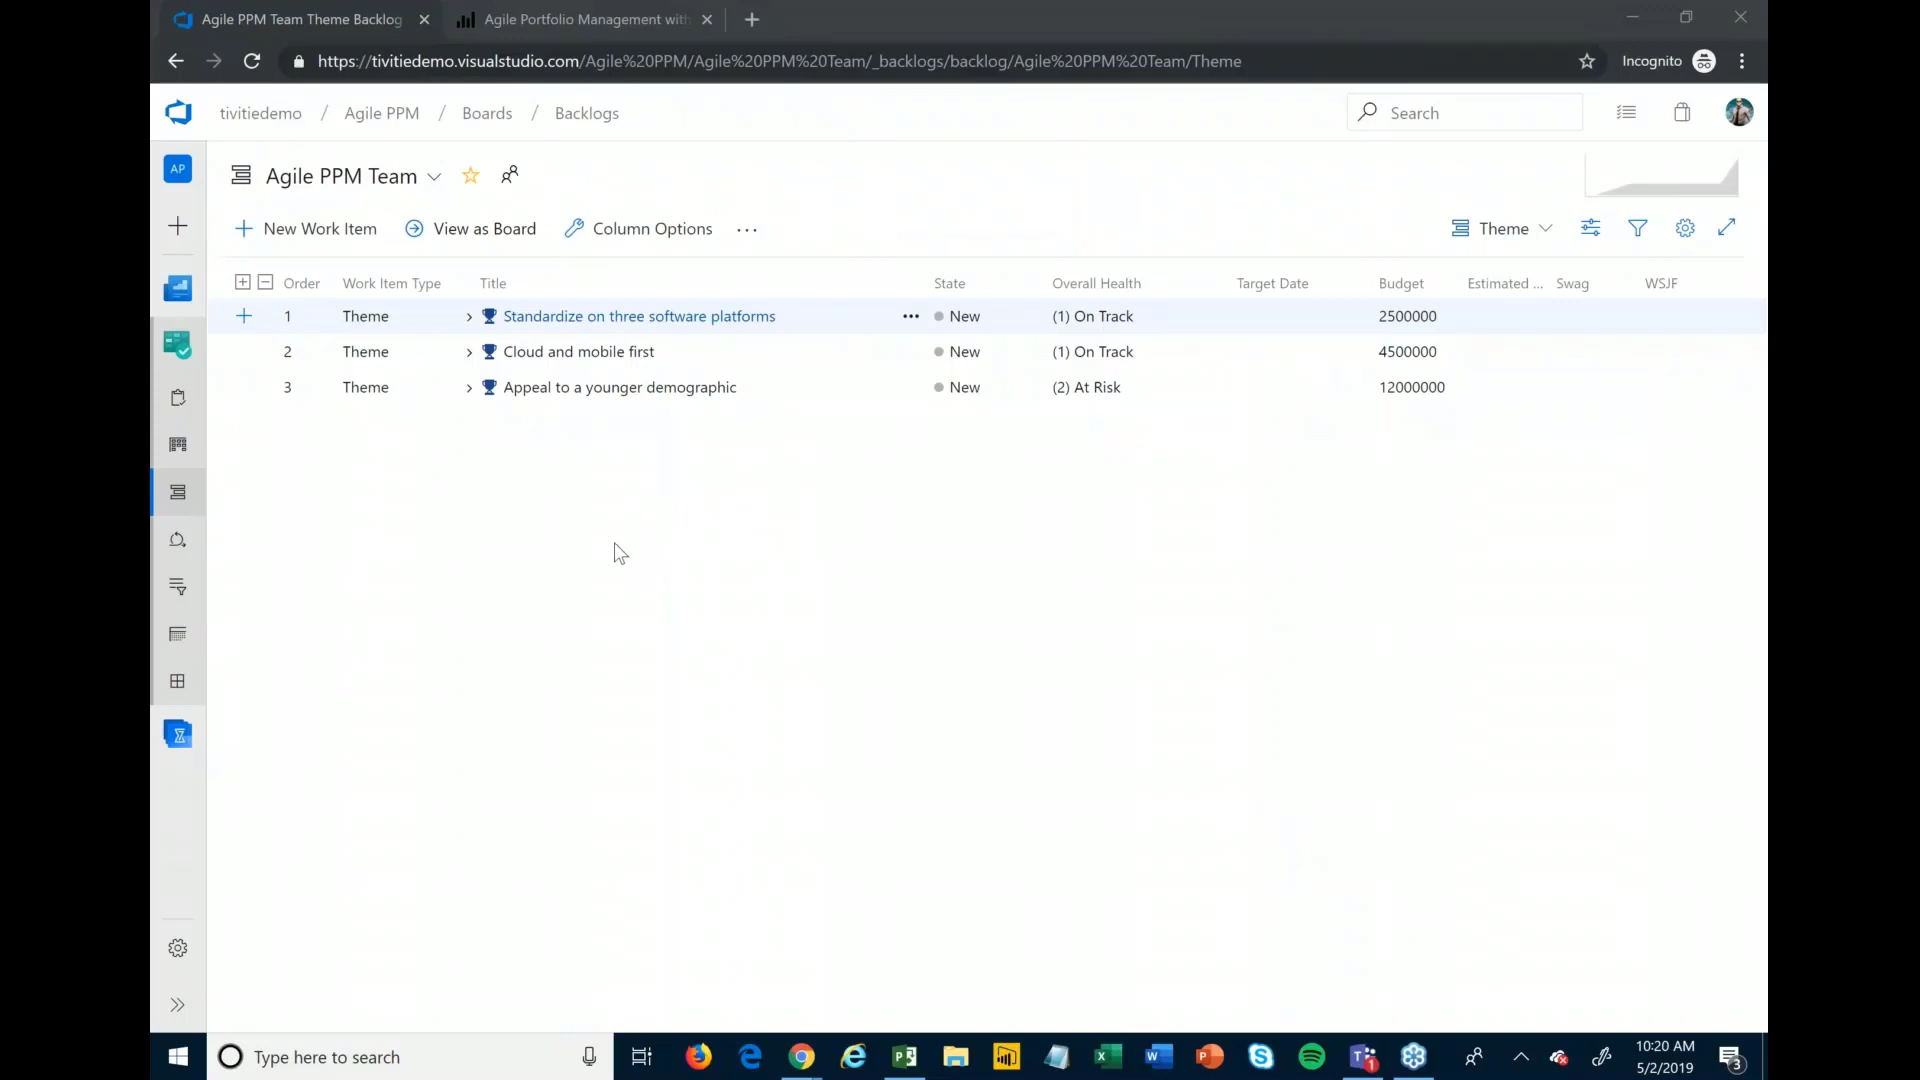 Agile PPM Team Theme Backlog
Agile Portfolio Management with
https://tivitiedemo.visualstudio.com/Agile%20PPM/Agile%20PPM%20Team/_backlogs/backlog/Agile%20PPM%20Team/Theme
Incognito
tivitiedemo / Agile PPM / Boards / Backlogs
Search
AP
Agile PPM Team
New Work Item
View as Board
Column Options
Theme
Order Work Item Type Title State Overall Health Target Date Budget Estimated ... Swag WSJF
1 Theme Standardize on three software platforms New (1) On Track 2500000
2 Theme Cloud and mobile first New (1) On Track 4500000
3 Theme Appeal to a younger demographic New (2) At Risk 12000000
Type here to search
10:20 AM
5/2/2019
1
3